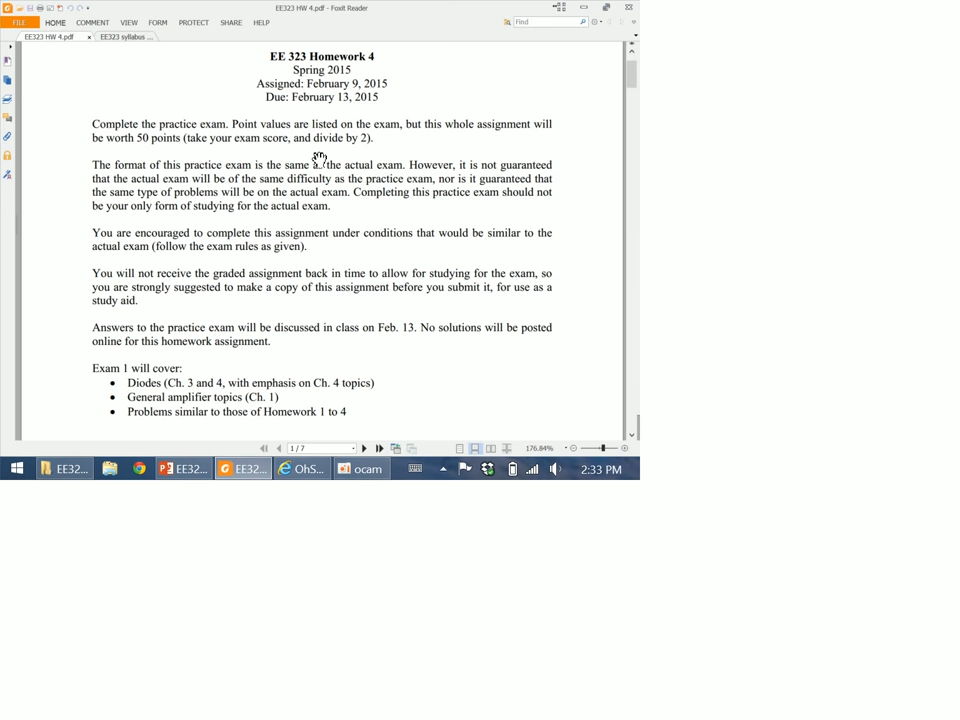 EE323 HW 4.pdf - Foxit Reader
FILE HOME COMMENT VIEW FORM PROTECT SHARE HELP
Find
EE323 HW 4.pdf EE323 syllabus ...
EE 323 Homework 4
Spring 2015
Assigned: February 9, 2015
Due: February 13, 2015
Complete the practice exam. Point values are listed on the exam, but this whole assignment will
be worth 50 points (take your exam score, and divide by 2).
The format of this practice exam is the same the actual exam. However, it is not guaranteed
that the actual exam will be of the same difficulty as the practice exam, nor is it guaranteed that
the same type of problems will be on the actual exam. Completing this practice exam should not
be your only form of studying for the actual exam.
You are encouraged to complete this assignment under conditions that would be similar to the
actual exam (follow the exam rules as given).
You will not receive the graded assignment back in time to allow for studying for the exam, so
you are strongly suggested to make a copy of this assignment before you submit it, for use as a
study aid.
Answers to the practice exam will be discussed in class on Feb. 13. No solutions will be posted
online for this homework assignment.
Exam 1 will cover:
• Diodes (Ch. 3 and 4, with emphasis on Ch. 4 topics)
• General amplifier topics (Ch. 1)
• Problems similar to those of Homework 1 to 4
1 / 7 176.84%
EE32... EE32... EE32... OhS... ocam 2:33 PM